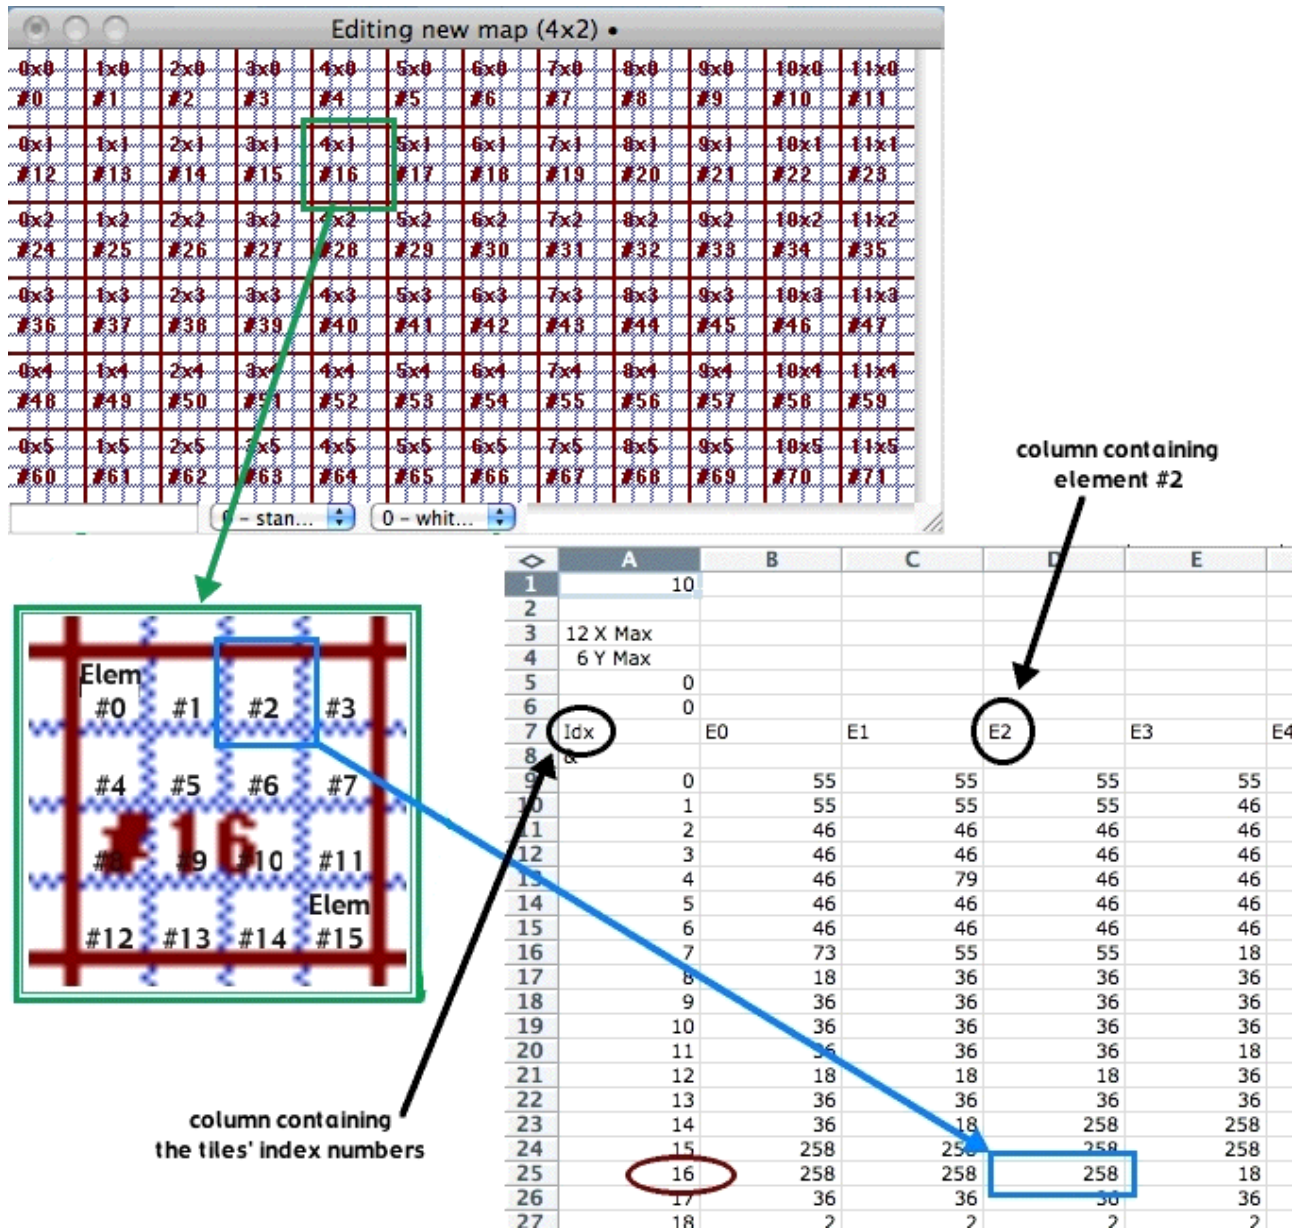 Editing new map (4x2) •
0x0 1x0 2x0 3x0 4x0 5x0 6x0 7x0 8x0 9x0 10x0 11x0
#0 #1 #2 #3 #4 #5 #6 #7 #8 #9 #10 #11
0x1 1x1 2x1 3x1 4x1 5x1 6x1 7x1 8x1 9x1 10x1 11x1
#12 #13 #14 #15 #16 #17 #18 #19 #20 #21 #22 #23
0x2 1x2 2x2 3x2 4x2 5x2 6x2 7x2 8x2 9x2 10x2 11x2
#24 #25 #26 #27 #28 #29 #30 #31 #32 #33 #34 #35
0x3 1x3 2x3 3x3 4x3 5x3 6x3 7x3 8x3 9x3 10x3 11x3
#36 #37 #38 #39 #40 #41 #42 #43 #44 #45 #46 #47
0x4 1x4 2x4 3x4 4x4 5x4 6x4 7x4 8x4 9x4 10x4 11x4
#48 #49 #50 #51 #52 #53 #54 #55 #56 #57 #58 #59
0x5 1x5 2x5 3x5 4x5 5x5 6x5 7x5 8x5 9x5 10x5 11x5
#60 #61 #62 #63 #64 #65 #66 #67 #68 #69 #70 #71
0 - stan... 0 - whit...
column containing
element #2
Elem
#0 #1 #2 #3
#4 #5 #6 #7
#16
#8 #9 #10 #11
Elem
#12 #13 #14 #15
column containing
the tiles' index numbers
A B C D E
1 10
2
3 12 X Max
4 6 Y Max
5 0
6 0
7 Idx E0 E1 E2 E3 E4
8 &
9 0 55 55 55 55
10 1 55 55 55 46
11 2 46 46 46 46
12 3 46 46 46 46
13 4 46 79 46 46
14 5 46 46 46 46
15 6 46 46 46 46
16 7 73 55 55 18
17 8 18 36 36 36
18 9 36 36 36 36
19 10 36 36 36 36
20 11 36 36 36 18
21 12 18 18 18 36
22 13 36 36 36 36
23 14 36 18 258 258
24 15 258 258 258 258
25 16 258 258 258 18
26 17 36 36 36 36
27 18 2 2 2 2